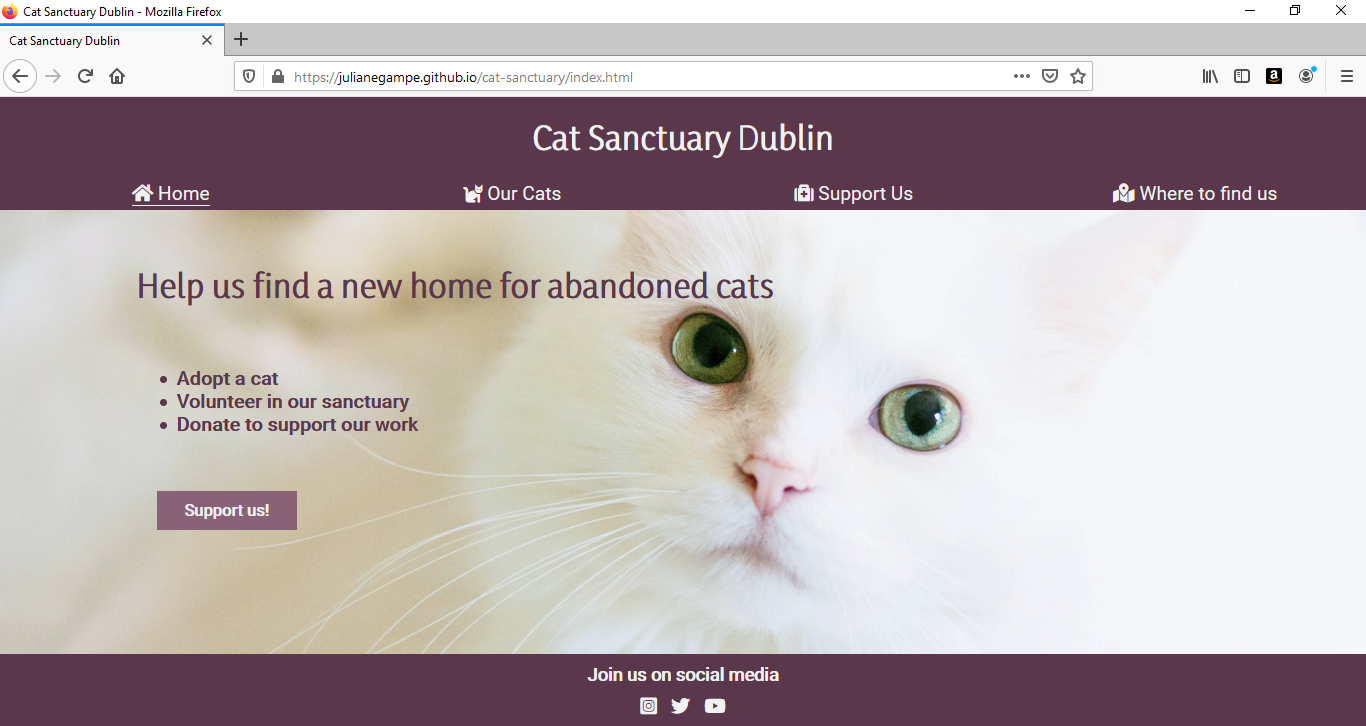 Cat Sanctuary Dublin - Mozilla Firefox
Cat Sanctuary Dublin
https://julianegampe.github.io/cat-sanctuary/index.html
Cat Sanctuary Dublin
Home Our Cats Support Us Where to find us
Help us find a new home for abandoned cats
• Adopt a cat
• Volunteer in our sanctuary
• Donate to support our work
Support us!
Join us on social media